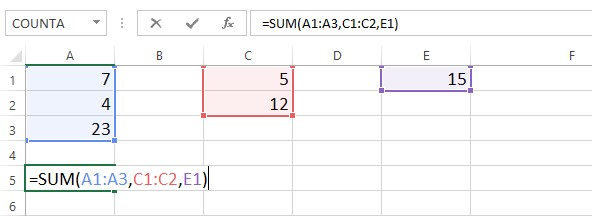 COUNTA fx =SUM(A1:A3,C1:C2,E1)
A B C D E F
1 7 5 15
2 4 12
3 23
4
5 =SUM(A1:A3,C1:C2,E1)
6